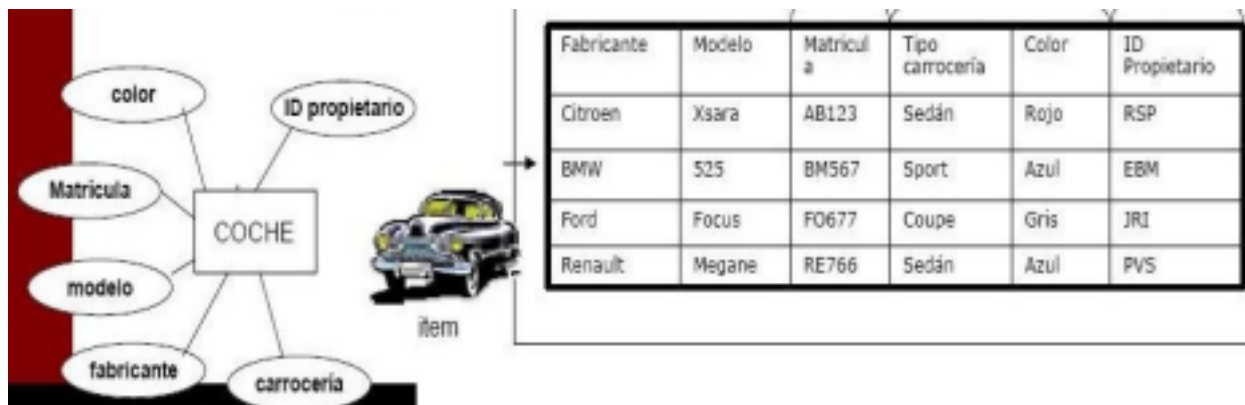 color
ID propietario
Matricula
COCHE
modelo
fabricante
carrocería
item
Fabricante Modelo Matricul Tipo Color ID
a carrocería Propietario
Citroen Xsara AB123 Sedán Rojo RSP
BMW 525 BM567 Sport Azul EBM
Ford Focus FO677 Coupe Gris JRI
Renault Megane RE766 Sedán Azul PVS